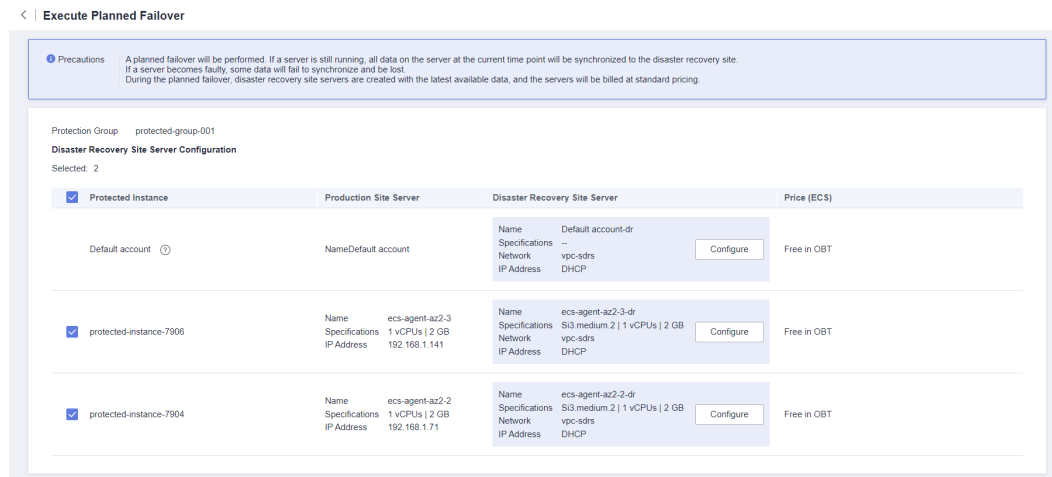 Execute Planned Failover
Precautions
A planned failover will be performed. If a server is still running, all data on the server at the current time point will be synchronized to the disaster recovery site.
If a server becomes faulty, some data will fail to synchronize and be lost.
During the planned failover, disaster recovery site servers are created with the latest available data, and the servers will be billed at standard pricing.
Protection Group protected-group-001
Disaster Recovery Site Server Configuration
Selected: 2
Protected Instance Production Site Server Disaster Recovery Site Server Price (ECS)
Default account ?
NameDefault account
Name Default account-dr
Specifications --
Network vpc-sdrs
IP Address DHCP
Configure
Free in OBT
protected-instance-7906
Name ecs-agent-az2-3
Specifications 1 vCPUs | 2 GB
IP Address 192.168.1.141
Name ecs-agent-az2-3-dr
Specifications Si3.medium.2 | 1 vCPUs | 2 GB
Network vpc-sdrs
IP Address DHCP
Configure
Free in OBT
protected-instance-7904
Name ecs-agent-az2-2
Specifications 1 vCPUs | 2 GB
IP Address 192.168.1.71
Name ecs-agent-az2-2-dr
Specifications Si3.medium.2 | 1 vCPUs | 2 GB
Network vpc-sdrs
IP Address DHCP
Configure
Free in OBT